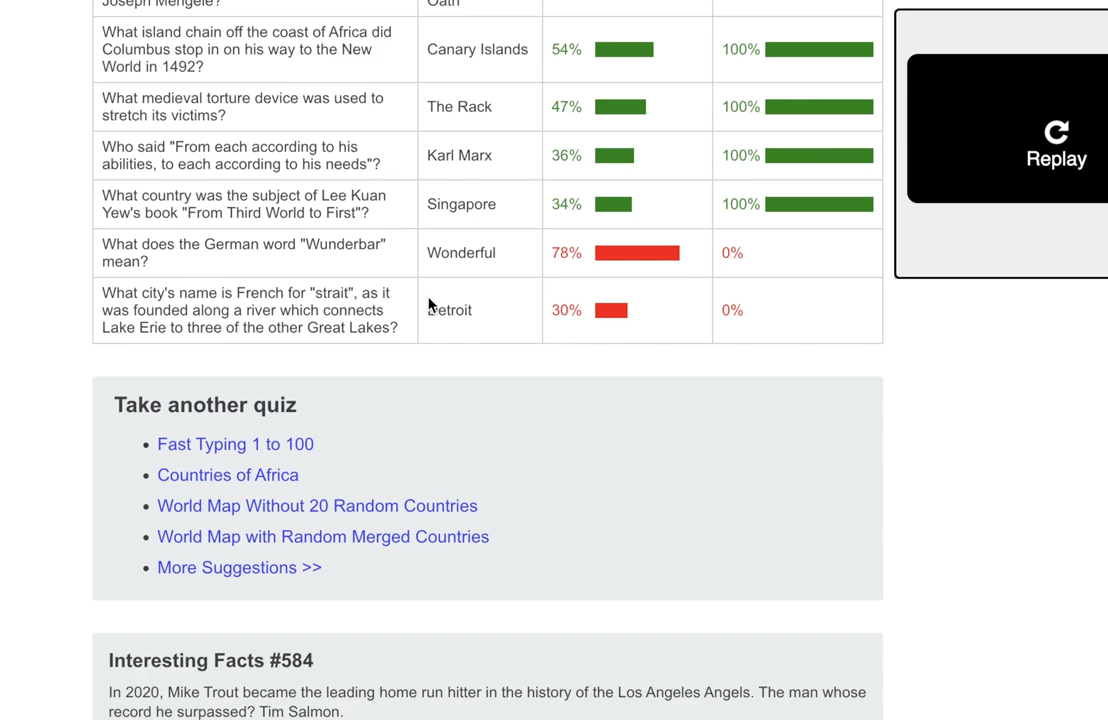 Joseph Mengele?
Oath
What island chain off the coast of Africa did
Columbus stop in on his way to the New
World in 1492?
Canary Islands
54%
100%
What medieval torture device was used to
stretch its victims?
The Rack
47%
100%
Who said "From each according to his
abilities, to each according to his needs"?
Karl Marx
36%
100%
What country was the subject of Lee Kuan
Yew's book "From Third World to First"?
Singapore
34%
100%
What does the German word "Wunderbar"
mean?
Wonderful
78%
0%
What city's name is French for "strait", as it
was founded along a river which connects
Lake Erie to three of the other Great Lakes?
Detroit
30%
0%
Replay
Take another quiz
• Fast Typing 1 to 100
• Countries of Africa
• World Map Without 20 Random Countries
• World Map with Random Merged Countries
• More Suggestions >>
Interesting Facts #584
In 2020, Mike Trout became the leading home run hitter in the history of the Los Angeles Angels. The man whose
record he surpassed? Tim Salmon.